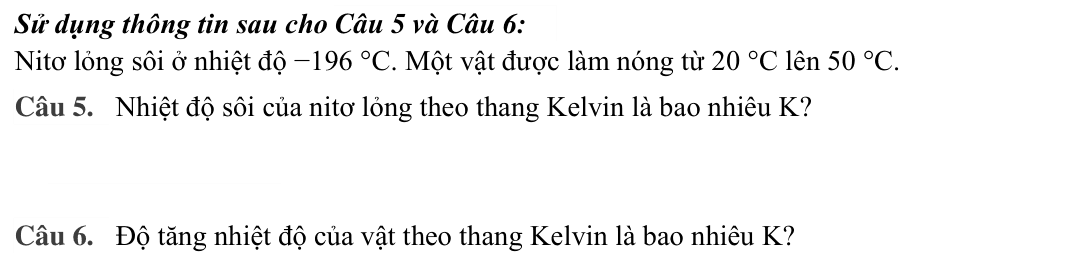 Sử dụng thông tin sau cho Câu 5 và Câu 6:
Nitơ lỏng sôi ở nhiệt độ −196 °C. Một vật được làm nóng từ 20 °C lên 50 °C.
Câu 5. Nhiệt độ sôi của nitơ lỏng theo thang Kelvin là bao nhiêu K?
Câu 6. Độ tăng nhiệt độ của vật theo thang Kelvin là bao nhiêu K?